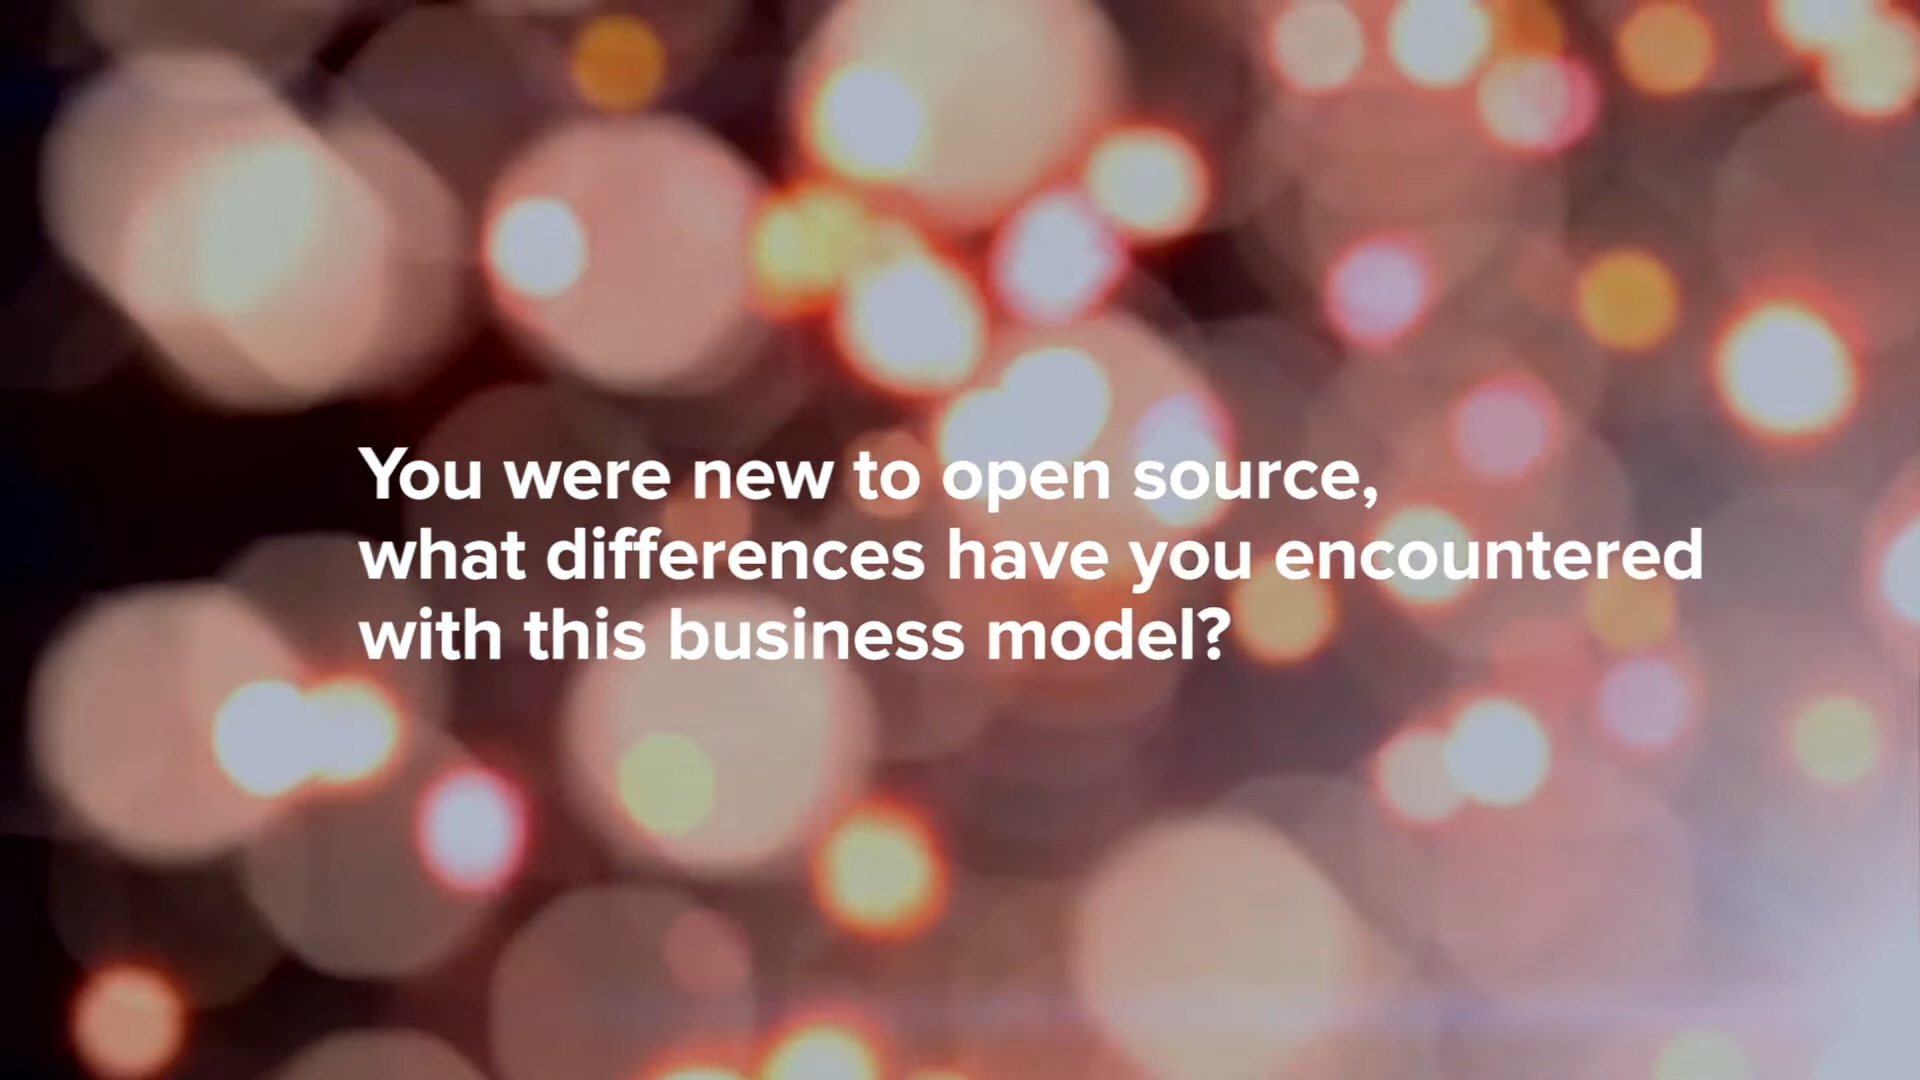 You were new to open source,
what differences have you encountered
with this business model?